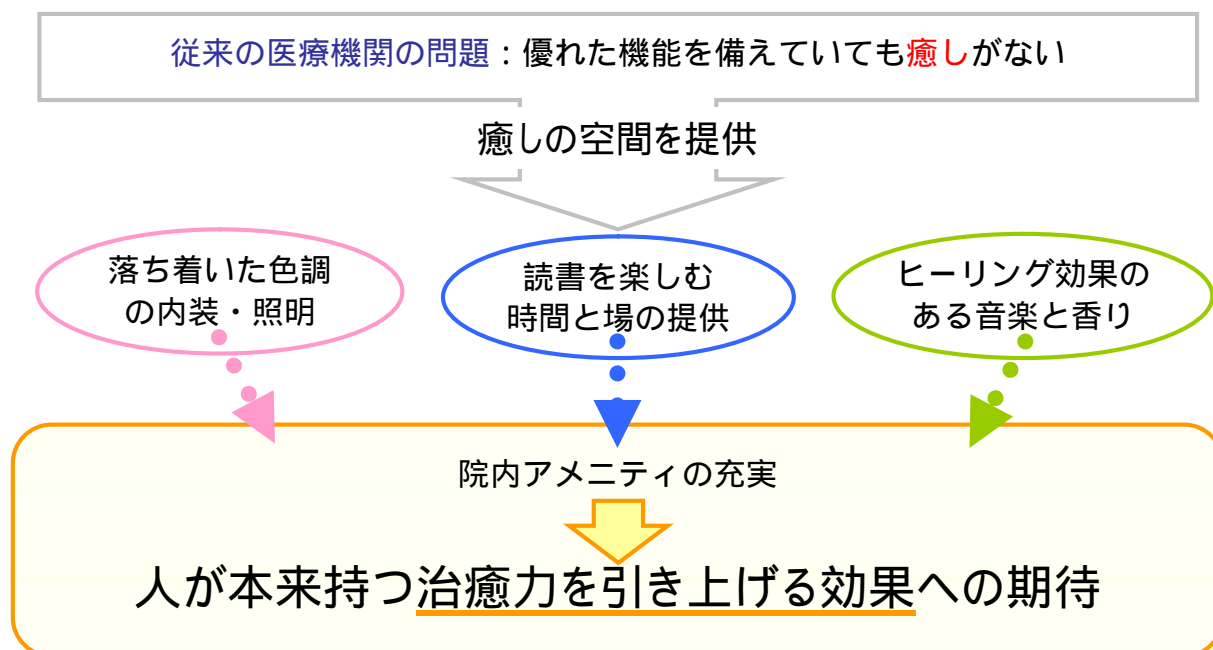 従来の医療機関の問題：優れた機能を備えていても癒しがない
癒しの空間を提供
落ち着いた色調
の内装・照明
読書を楽しむ
時間と場の提供
ヒーリング効果の
ある音楽と香り
院内アメニティの充実
人が本来持つ治癒力を引き上げる効果への期待